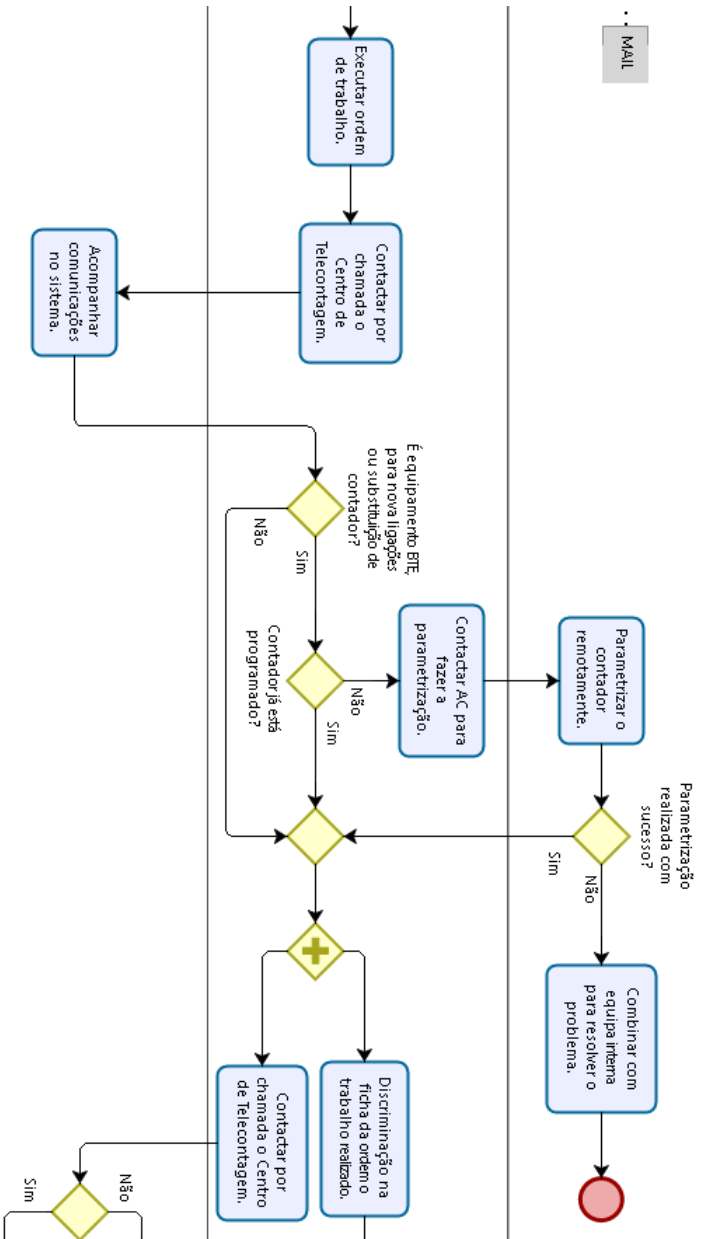 MAIL
Executar ordem
de trabalho.
Contactar por
chamada o
Centro de
Telecontagem.
Acompanhar
comunicações
no sistema.
É equipamento BTE,
para nova ligações
ou substituição de
contador?
Não
Sim
Contador já está
programado?
Não
Sim
Contactar AC para
fazer a
parametrização.
Parametrizar o
contador
remotamente.
Parametrização
realizada com
sucesso?
Sim
Não
Combinar com
equipa interna
para resolver o
problema.
Discriminação na
ficha da ordem o
trabalho realizado.
Contactar por
chamada o Centro
de Telecontagem.
Não
Sim